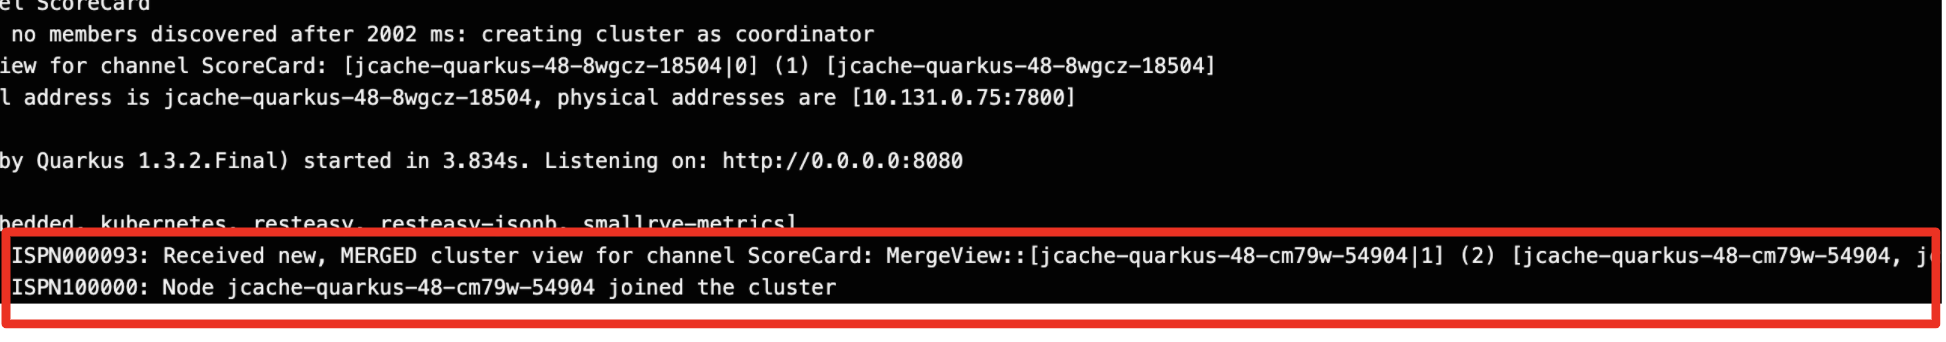 el ScoreCard
no members discovered after 2002 ms: creating cluster as coordinator
iew for channel ScoreCard: [jcache-quarkus-48-8wgcz-18504|0] (1) [jcache-quarkus-48-8wgcz-18504]
l address is jcache-quarkus-48-8wgcz-18504, physical addresses are [10.131.0.75:7800]
by Quarkus 1.3.2.Final) started in 3.834s. Listening on: http://0.0.0.0:8080
bedded, kubernetes, resteasy, resteasy-jsonb, smallrye-metrics]
ISPN000093: Received new, MERGED cluster view for channel ScoreCard: MergeView::[jcache-quarkus-48-cm79w-54904|1] (2) [jcache-quarkus-48-cm79w-54904, j
ISPN100000: Node jcache-quarkus-48-cm79w-54904 joined the cluster